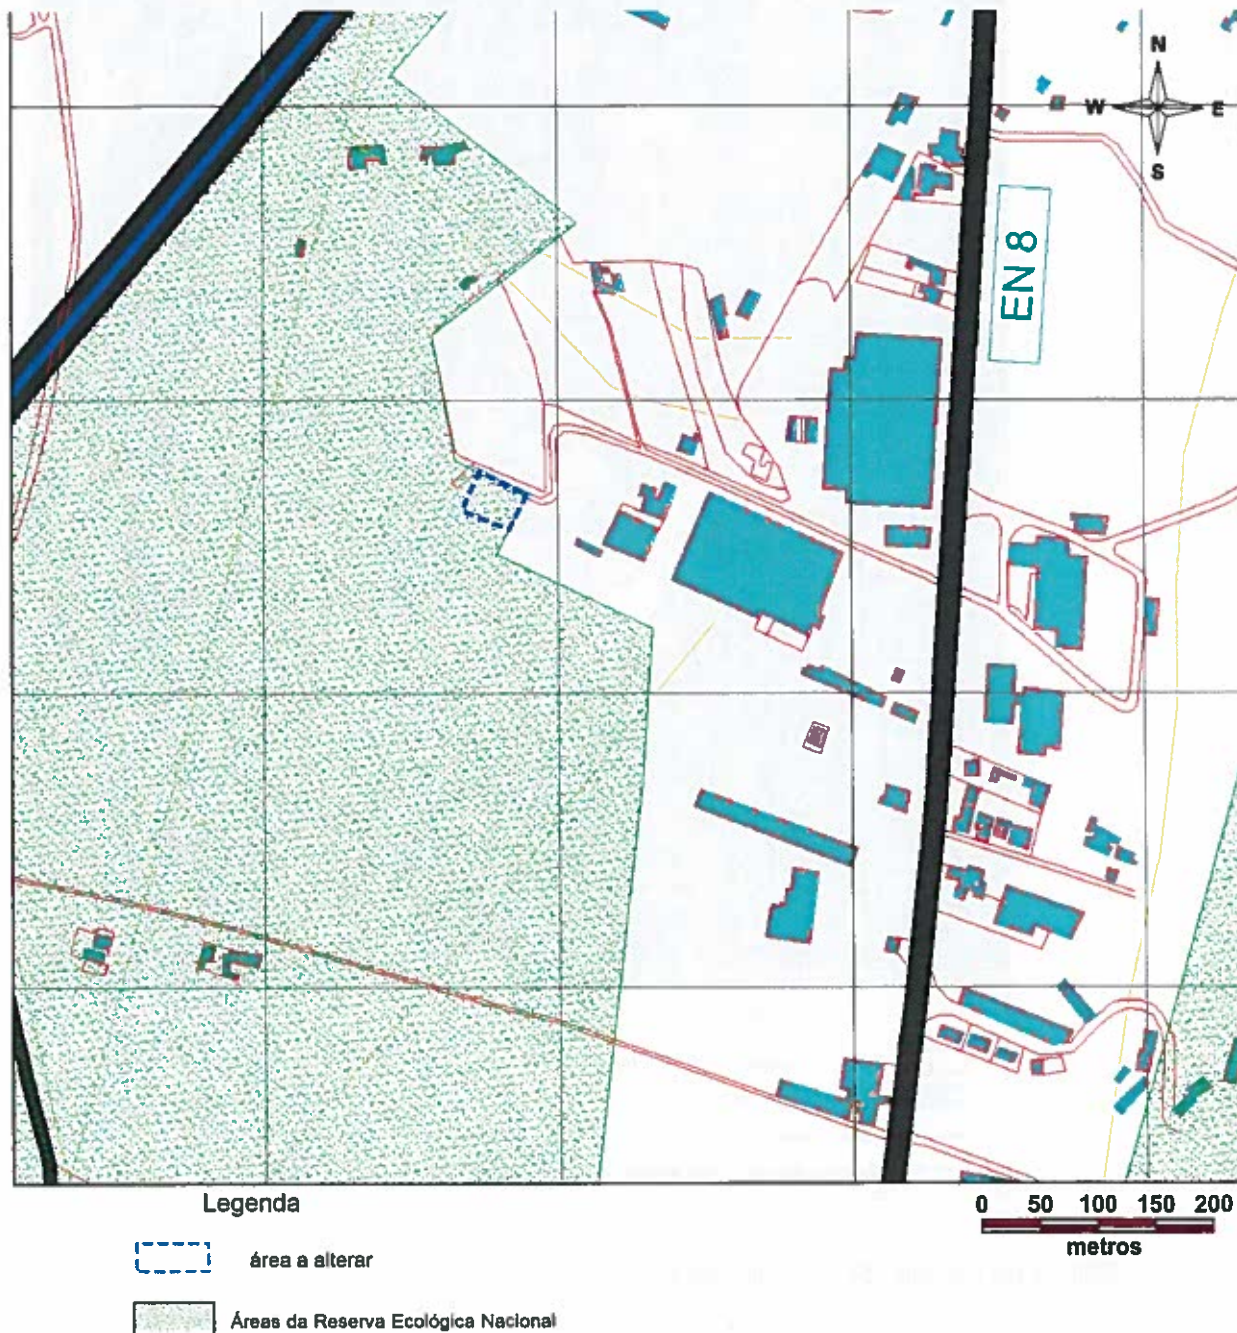 N
W E
S
EN 8
Legenda
0 50 100 150 200
metros
área a alterar
Áreas da Reserva Ecológica Nacional